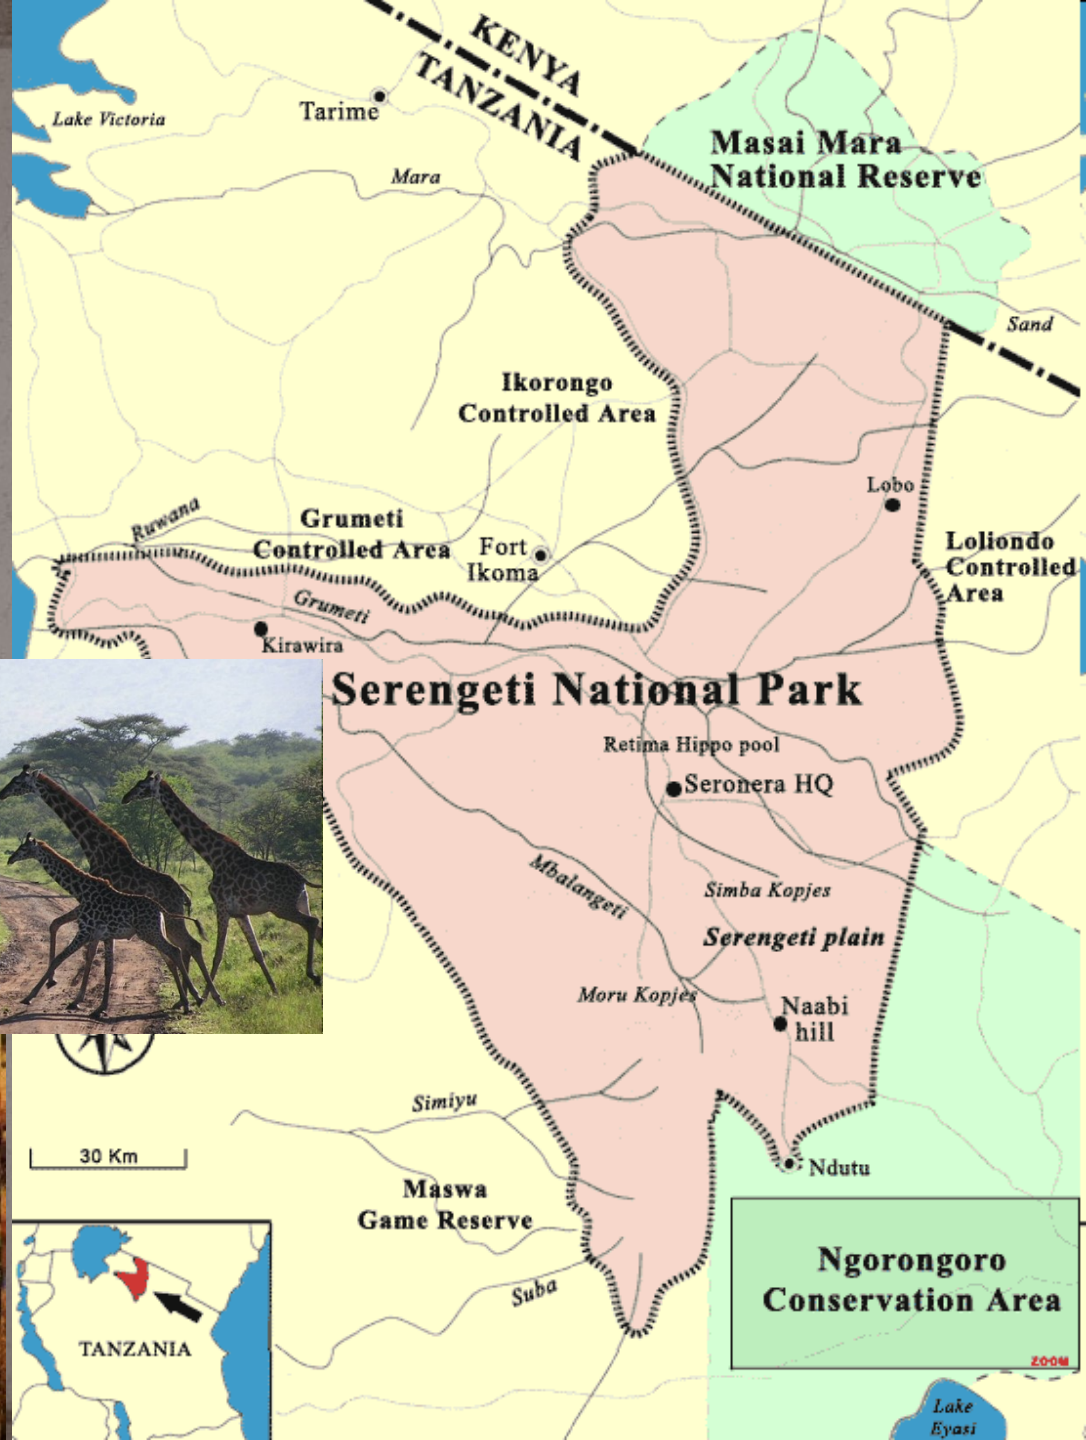 KENYA
TANZANIA
Lake Victoria
Tarime
Masai Mara
National Reserve
Mara
Sand
Ikorongo
Controlled Area
Lobo
Ruwana
Grumeti
Controlled Area
Fort
Ikoma
Loliondo
Controlled
Area
Grumeti
Kirawira
Serengeti National Park
Retima Hippo pool
Seronera HQ
Mbalangeti
Simba Kopjes
Serengeti plain
Moru Kopjes
Naabi
hill
Simiyu
30 Km
Ndutu
Maswa
Game Reserve
Suba
Ngorongoro
Conservation Area
ZOOM
TANZANIA
Lake
Eyasi